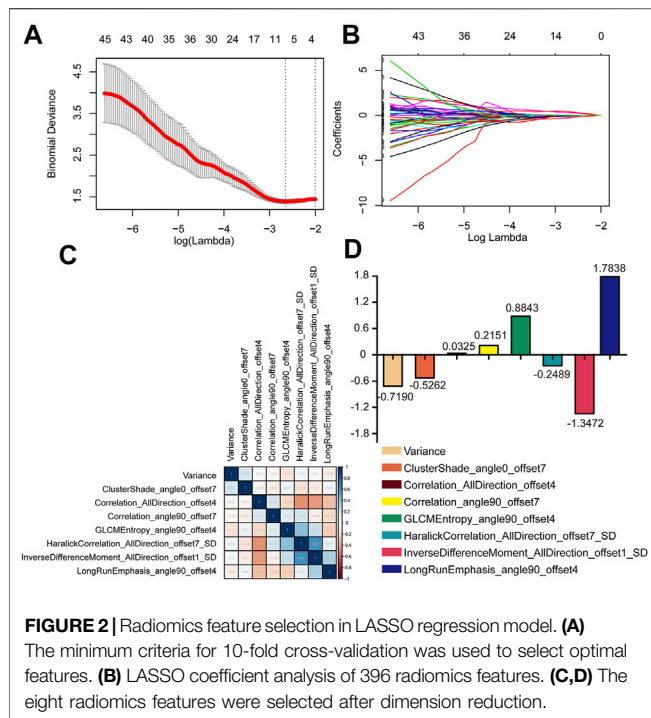 A
45 43 40 35 36 30 24 17 11 5 4
Binomial Deviance
4.5
3.5
2.5
1.5
−6 −5 −4 −3 −2
log(Lambda)
B
43 36 24 14 0
Coefficients
5
0
−5
−10
−6 −5 −4 −3 −2
Log Lambda
C
Variance
ClusterShade_angle0_offset7
Correlation_AllDirection_offset4
Correlation_angle90_offset7
GLCMEntropy_angle90_offset4
HaralickCorrelation_AllDirection_offset7_SD
InverseDifferenceMoment_AllDirection_offset1_SD
LongRunEmphasis_angle90_offset4
Variance
ClusterShade_angle0_offset7
Correlation_AllDirection_offset4
Correlation_angle90_offset7
GLCMEntropy_angle90_offset4
HaralickCorrelation_AllDirection_offset7_SD
InverseDifferenceMoment_AllDirection_offset1_SD
LongRunEmphasis_angle90_offset4
D
1.8
1.2
0.6
0
-0.6
-1.2
-1.8
-0.7190
-0.5262
0.0325
0.2151
0.8843
-0.2489
-1.3472
1.7838
Variance
ClusterShade_angle0_offset7
Correlation_AllDirection_offset4
Correlation_angle90_offset7
GLCMEntropy_angle90_offset4
HaralickCorrelation_AllDirection_offset7_SD
InverseDifferenceMoment_AllDirection_offset1_SD
LongRunEmphasis_angle90_offset4
FIGURE 2 | Radiomics feature selection in LASSO regression model. (A)
The minimum criteria for 10-fold cross-validation was used to select optimal
features. (B) LASSO coefficient analysis of 396 radiomics features. (C,D) The
eight radiomics features were selected after dimension reduction.